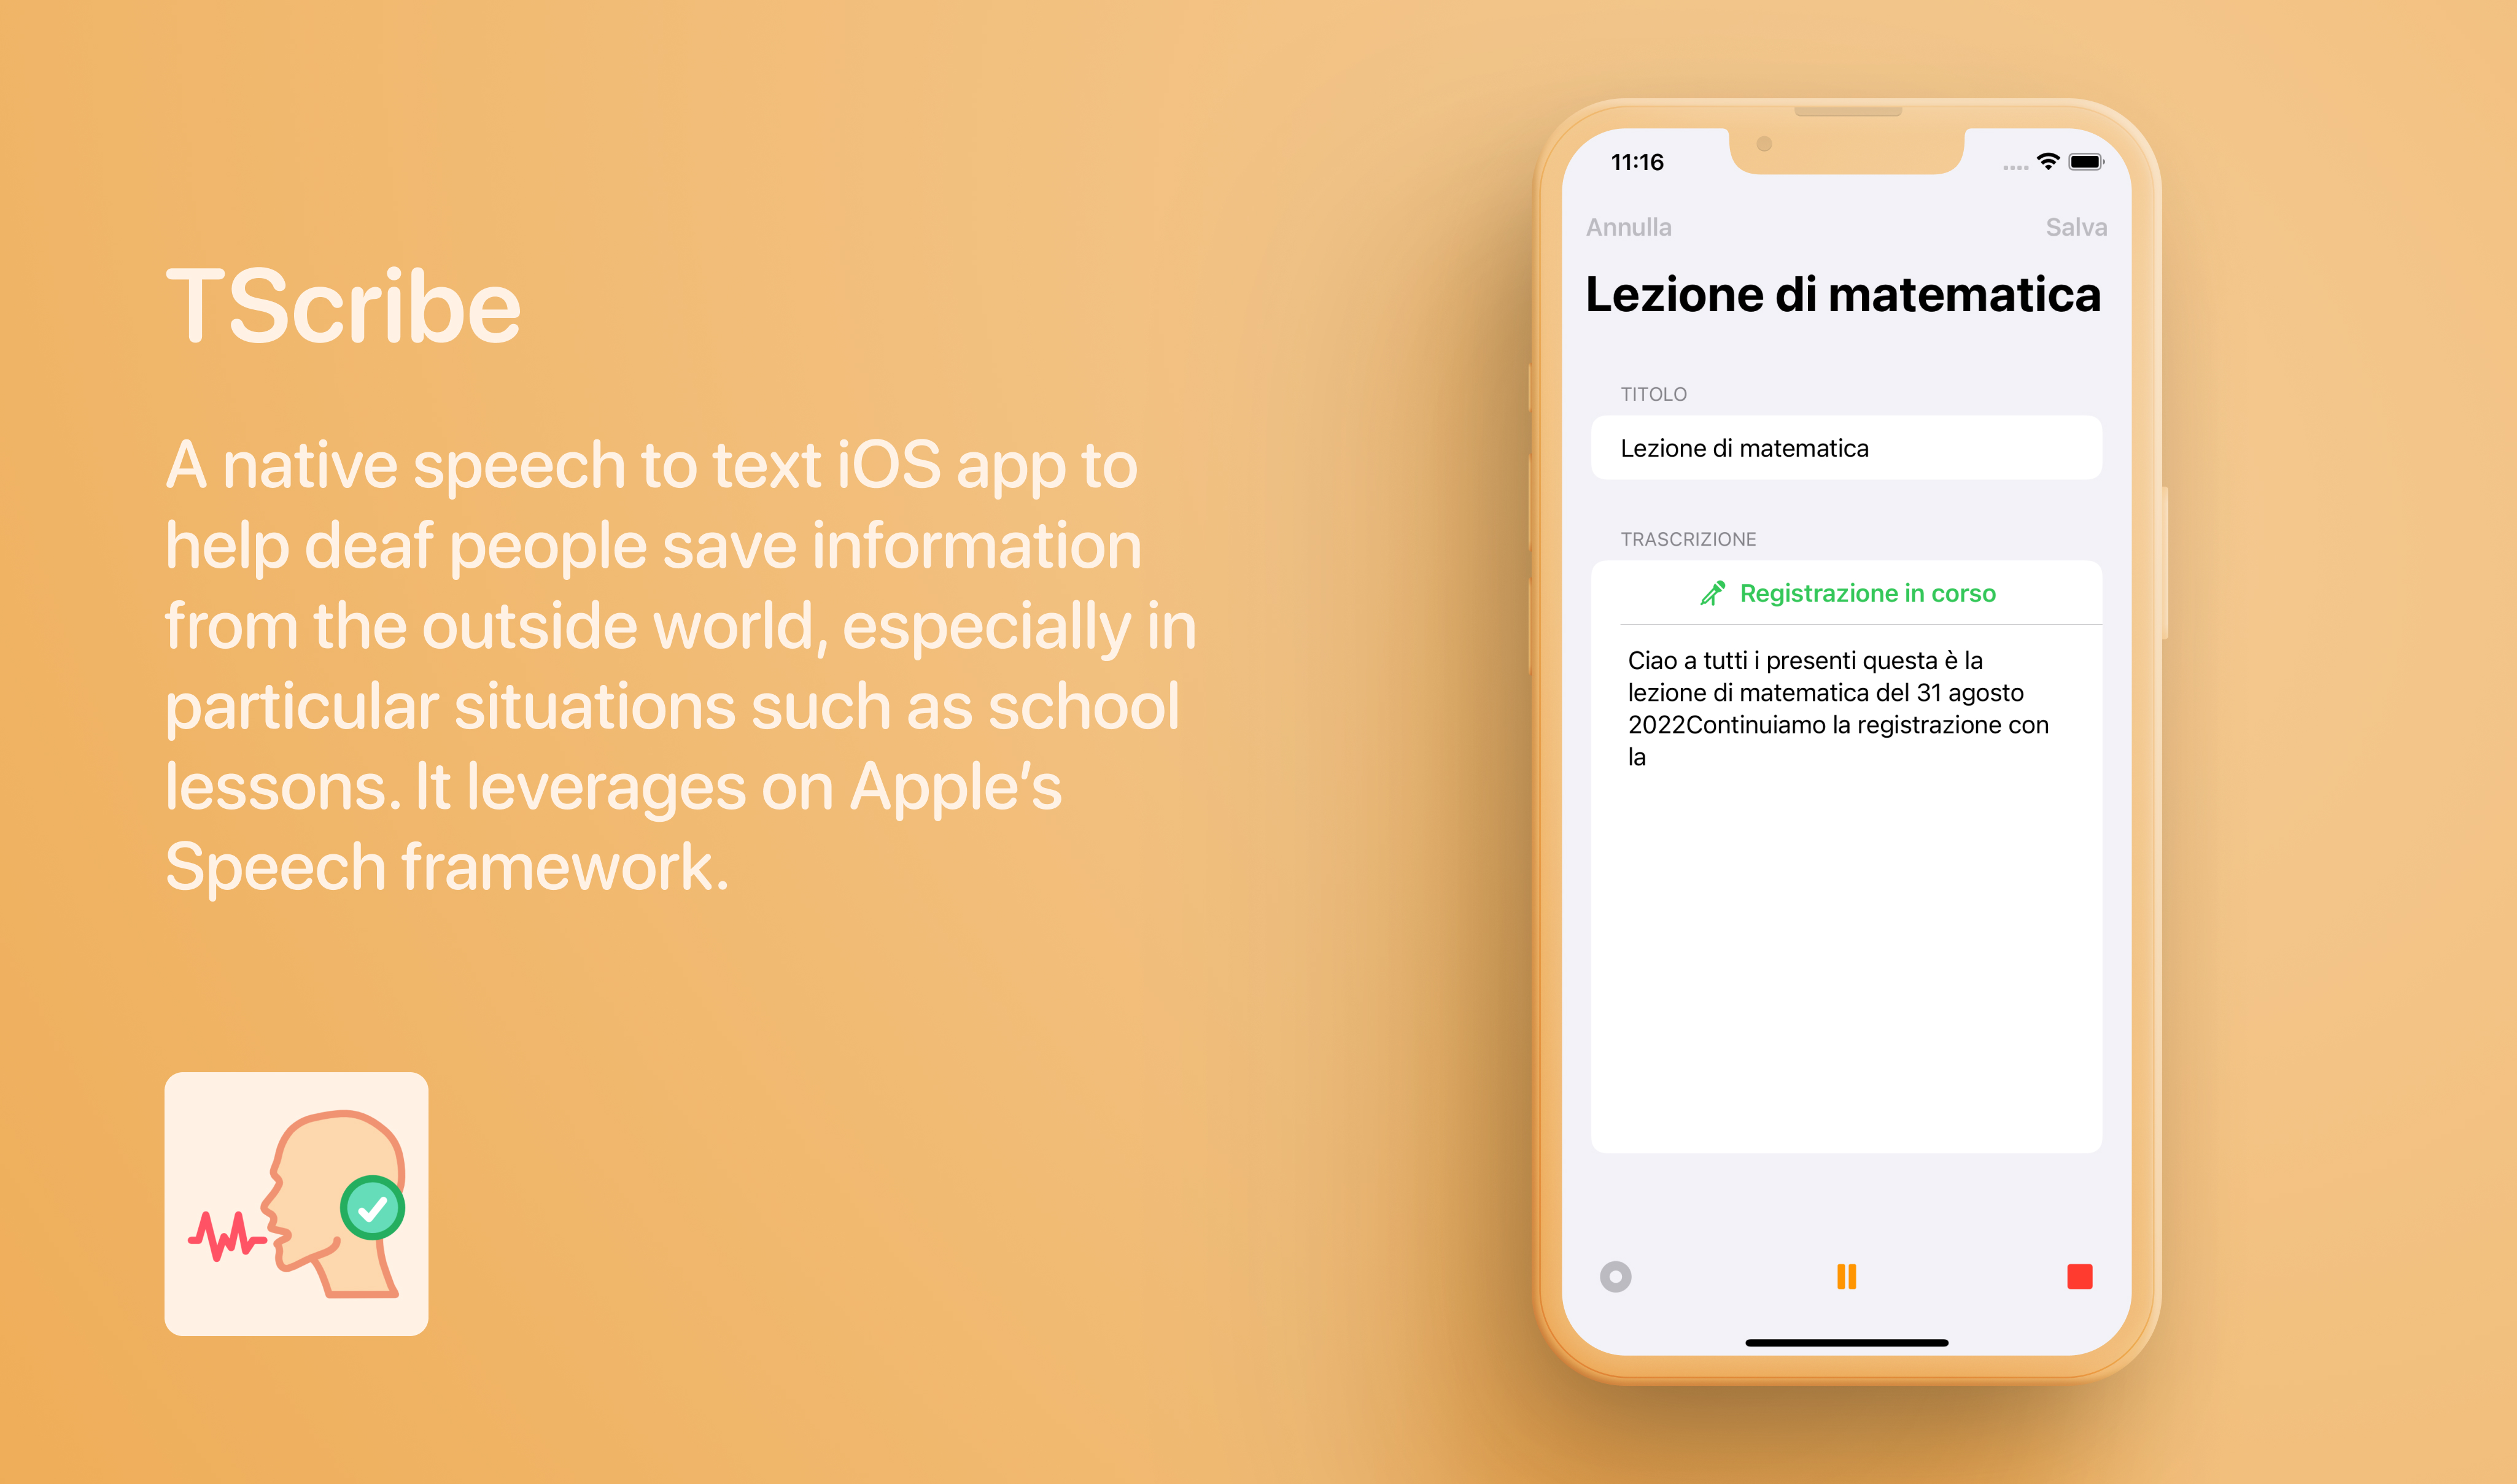 TScribe
A native speech to text iOS app to
help deaf people save information
from the outside world, especially in
particular situations such as school
lessons. It leverages on Apple’s
Speech framework.
11:16
Annulla
Salva
Lezione di matematica
TITOLO
Lezione di matematica
TRASCRIZIONE
Registrazione in corso
Ciao a tutti i presenti questa è la
lezione di matematica del 31 agosto
2022Continuiamo la registrazione con
la